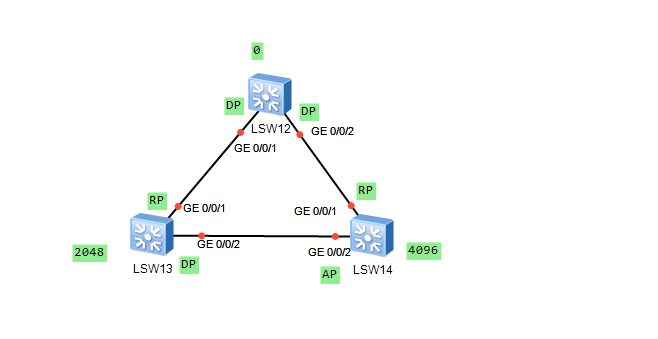 0
DP
DP
LSW12
GE 0/0/2
GE 0/0/1
RP
RP
GE 0/0/1
GE 0/0/1
2048
GE 0/0/2
GE 0/0/2
4096
LSW13
DP
AP
LSW14